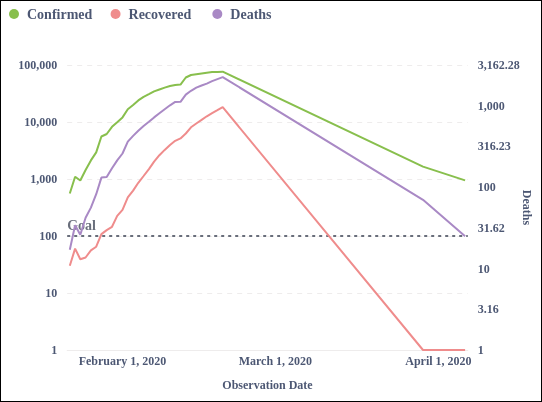 Confirmed Recovered Deaths
100,000
10,000
1,000
100
10
1
Goal
3,162.28
1,000
316.23
100
31.62
10
3.16
1
Deaths
February 1, 2020 March 1, 2020 April 1, 2020
Observation Date